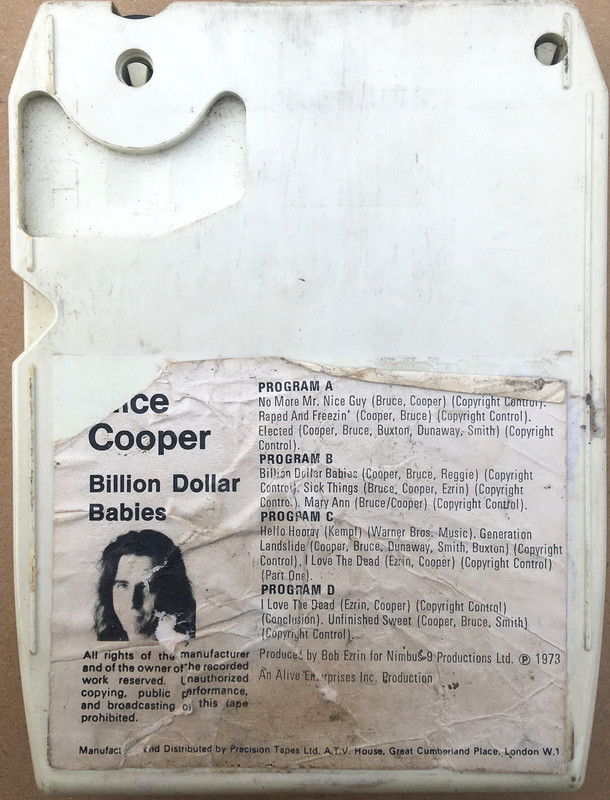 Cooper
Billion Dollar
Babies
All rights of the manufacturer
and of the owner of the recorded
work reserved. Unauthorized
copying, public performance,
and broadcasting of this tape
prohibited.
PROGRAM A
No More Mr. Nice Guy (Bruce, Cooper) (Copyright Control).
Raped And Freezin' (Cooper, Bruce) (Copyright Control).
Elected (Cooper, Bruce, Buxton, Dunaway, Smith) (Copyright
Control).
PROGRAM B
Billion Dollar Babies (Cooper, Bruce, Reggie) (Copyright
Control). Sick Things (Bruce, Cooper, Ezrin) (Copyright
Control). Mary Ann (Bruce/Cooper) (Copyright Control).
PROGRAM C
Hello Hooray (Kempf) (Warner Bros. Music). Generation
Landslide (Cooper, Bruce, Dunaway, Smith, Buxton) (Copyright
Control). I Love The Dead (Ezrin, Cooper) (Copyright Control)
(Part One).
PROGRAM D
I Love The Dead (Ezrin, Cooper) (Copyright Control)
(Conclusion). Unfinished Sweet (Cooper, Bruce, Smith)
(Copyright Control).
Produced by Bob Ezrin for Nimbus 9 Productions Ltd. ℗ 1973
An Alive Enterprises Inc. Production
and Distributed by Precision Tapes Ltd. A.T.V. House, Great Cumberland Place, London W.1